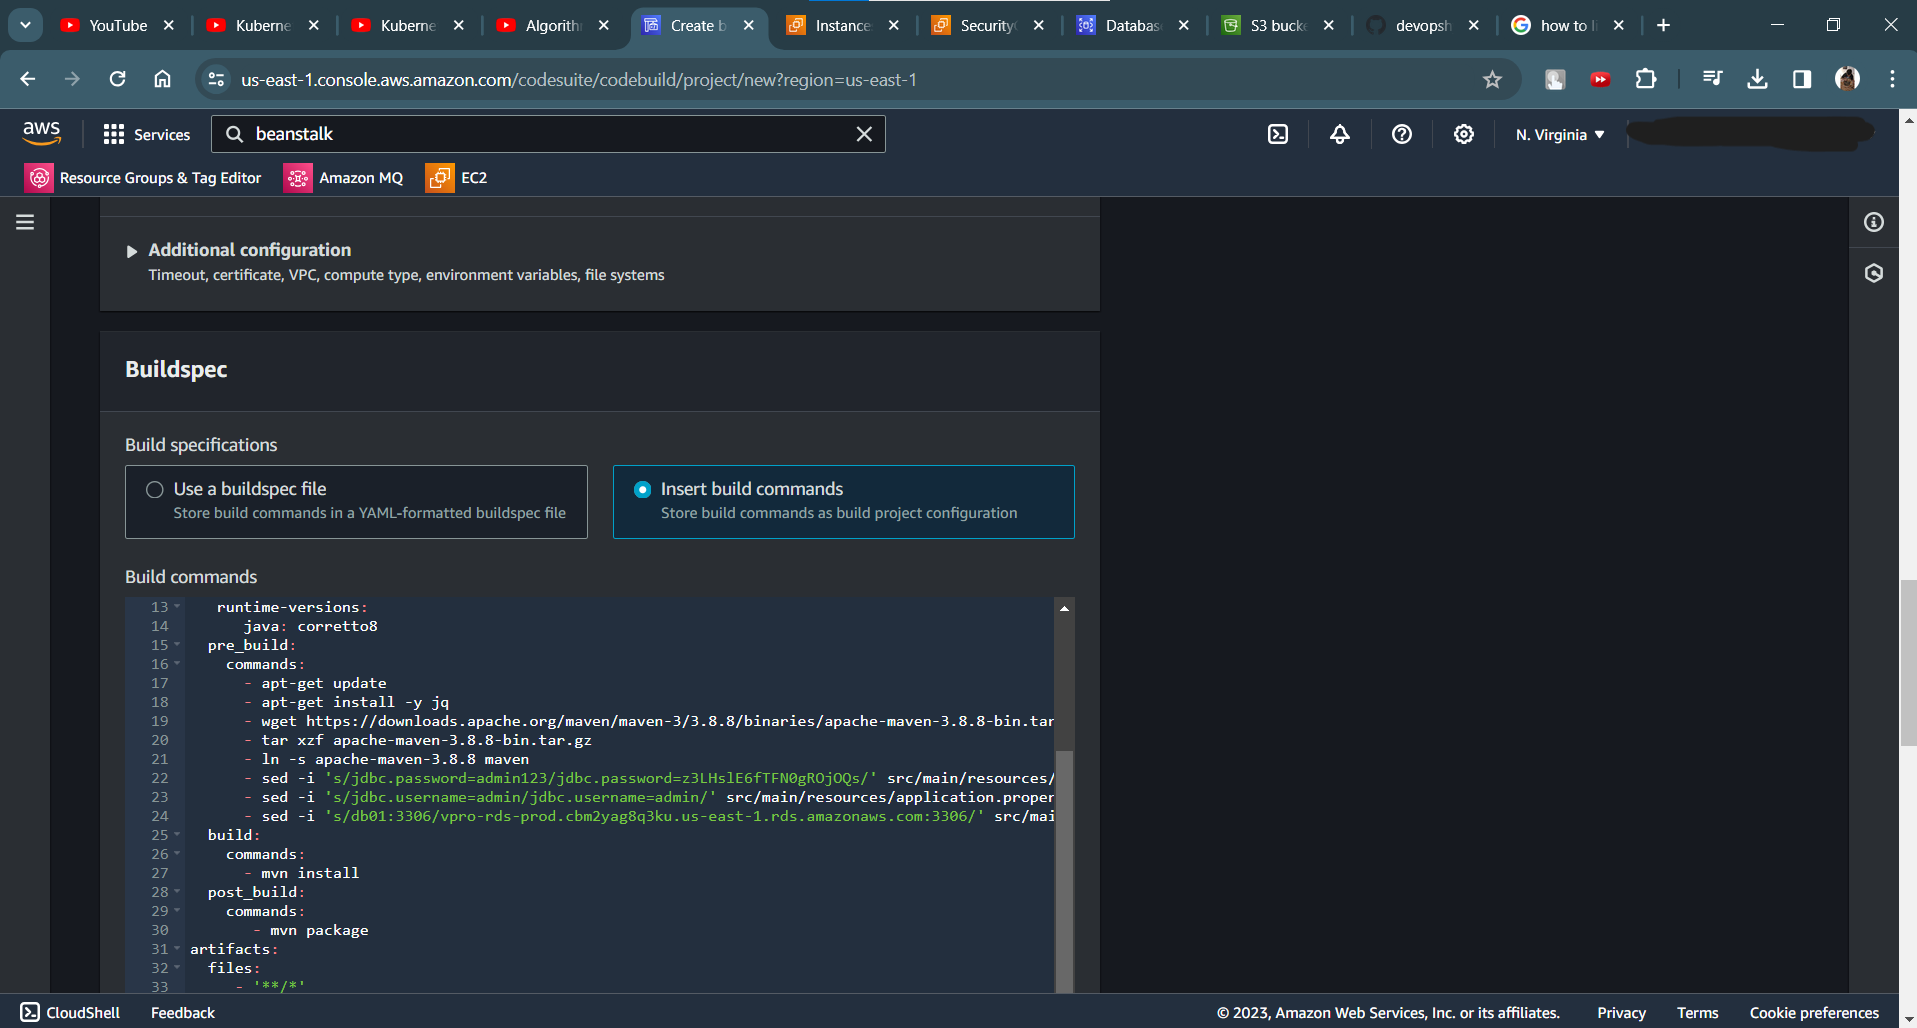 YouTube
Kuberne
Kuberne
Algorith
Create b
Instance
Security
Databas
S3 buck
devopsh
how to li
us-east-1.console.aws.amazon.com/codesuite/codebuild/project/new?region=us-east-1
aws
Services
beanstalk
N. Virginia
Resource Groups & Tag Editor
Amazon MQ
EC2
Additional configuration
Timeout, certificate, VPC, compute type, environment variables, file systems
Buildspec
Build specifications
Use a buildspec file
Store build commands in a YAML-formatted buildspec file
Insert build commands
Store build commands as build project configuration
Build commands
13 runtime-versions:
14 java: corretto8
15 pre_build:
16 commands:
17 - apt-get update
18 - apt-get install -y jq
19 - wget https://downloads.apache.org/maven/maven-3/3.8.8/binaries/apache-maven-3.8.8-bin.tar
20 - tar xzf apache-maven-3.8.8-bin.tar.gz
21 - ln -s apache-maven-3.8.8 maven
22 - sed -i 's/jdbc.password=admin123/jdbc.password=z3LHslE6fTFN0gROjOQs/' src/main/resources/
23 - sed -i 's/jdbc.username=admin/jdbc.username=admin/' src/main/resources/application.proper
24 - sed -i 's/db01:3306/vpro-rds-prod.cbm2yag8q3ku.us-east-1.rds.amazonaws.com:3306/' src/mai
25 build:
26 commands:
27 - mvn install
28 post_build:
29 commands:
30 - mvn package
31 artifacts:
32 files:
33 - '**/*'
CloudShell
Feedback
© 2023, Amazon Web Services, Inc. or its affiliates.
Privacy
Terms
Cookie preferences